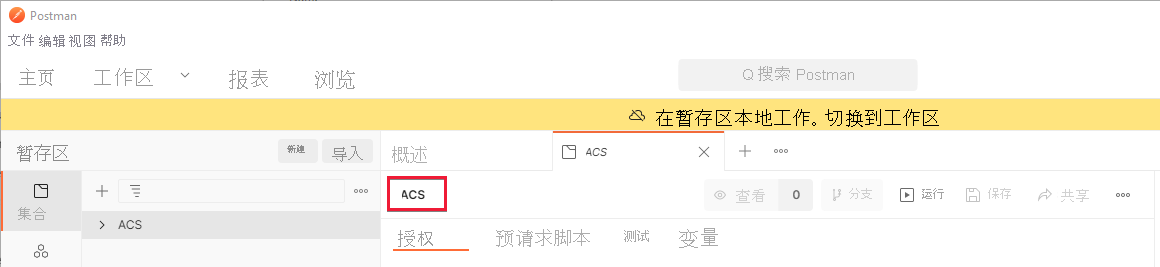 Postman
文件 编辑 视图 帮助
主页 工作区 报表 浏览 搜索 Postman
在暂存区本地工作。切换到工作区
暂存区 新建 导入 概述 ACS
ACS 查看 0 分支 运行 保存 共享
集合
ACS
授权 预请求脚本 测试 变量